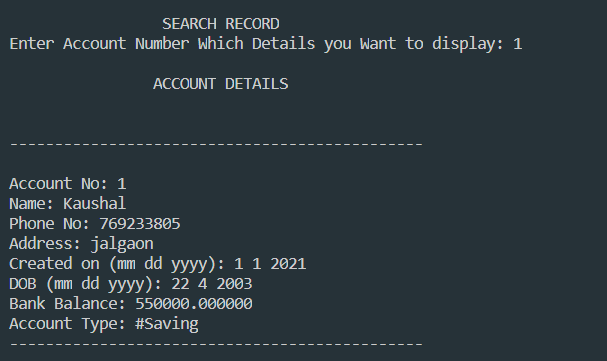 SEARCH RECORD
Enter Account Number Which Details you Want to display: 1
ACCOUNT DETAILS
----------------------------------------------
Account No: 1
Name: Kaushal
Phone No: 769233805
Address: jalgaon
Created on (mm dd yyyy): 1 1 2021
DOB (mm dd yyyy): 22 4 2003
Bank Balance: 550000.000000
Account Type: #Saving
----------------------------------------------